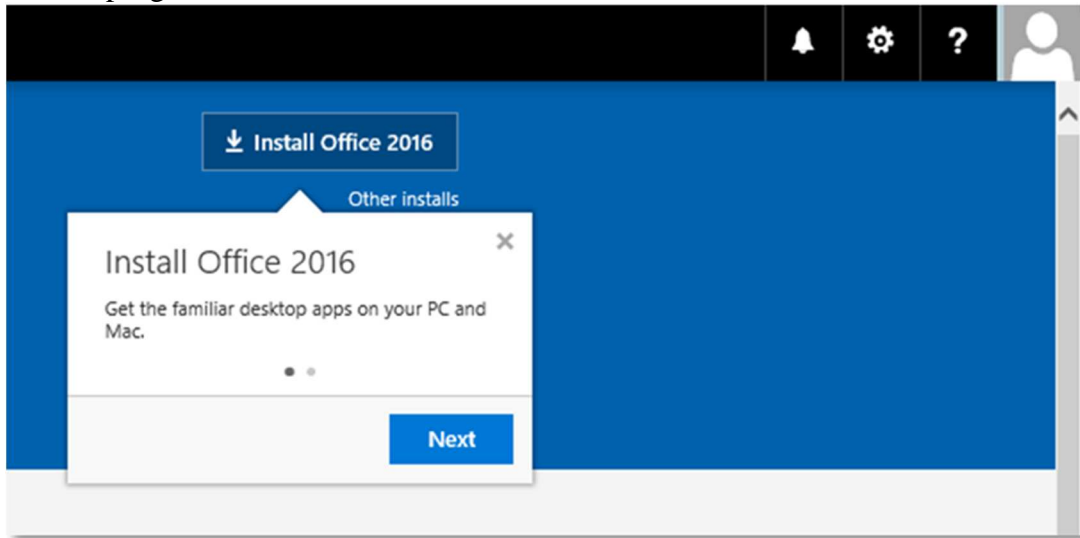 ?
Install Office 2016
Other installs
Install Office 2016
Get the familiar desktop apps on your PC and
Mac.
Next